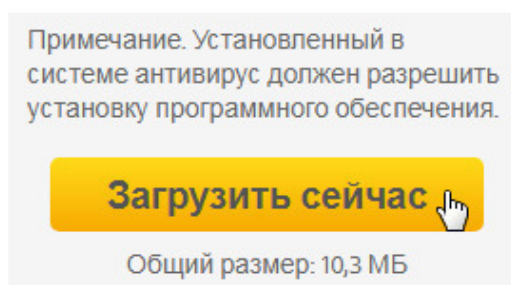 Примечание. Установленный в
системе антивирус должен разрешить
установку программного обеспечения.
Загрузить сейчас
Общий размер: 10,3 МБ